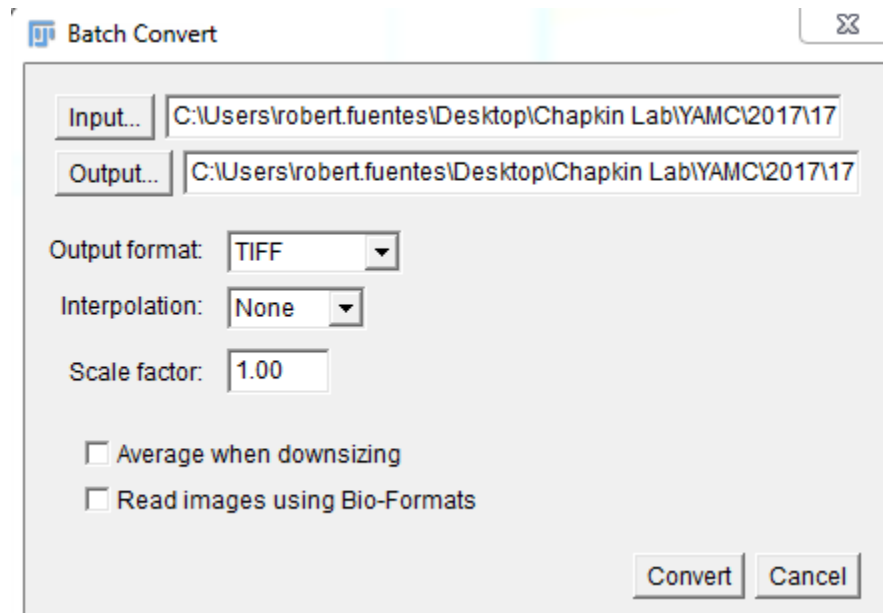 Batch Convert
Input... C:\Users\robert.fuentes\Desktop\Chapkin Lab\YAMC\2017\17
Output... C:\Users\robert.fuentes\Desktop\Chapkin Lab\YAMC\2017\17
Output format: TIFF
Interpolation: None
Scale factor: 1.00
Average when downsizing
Read images using Bio-Formats
Convert Cancel